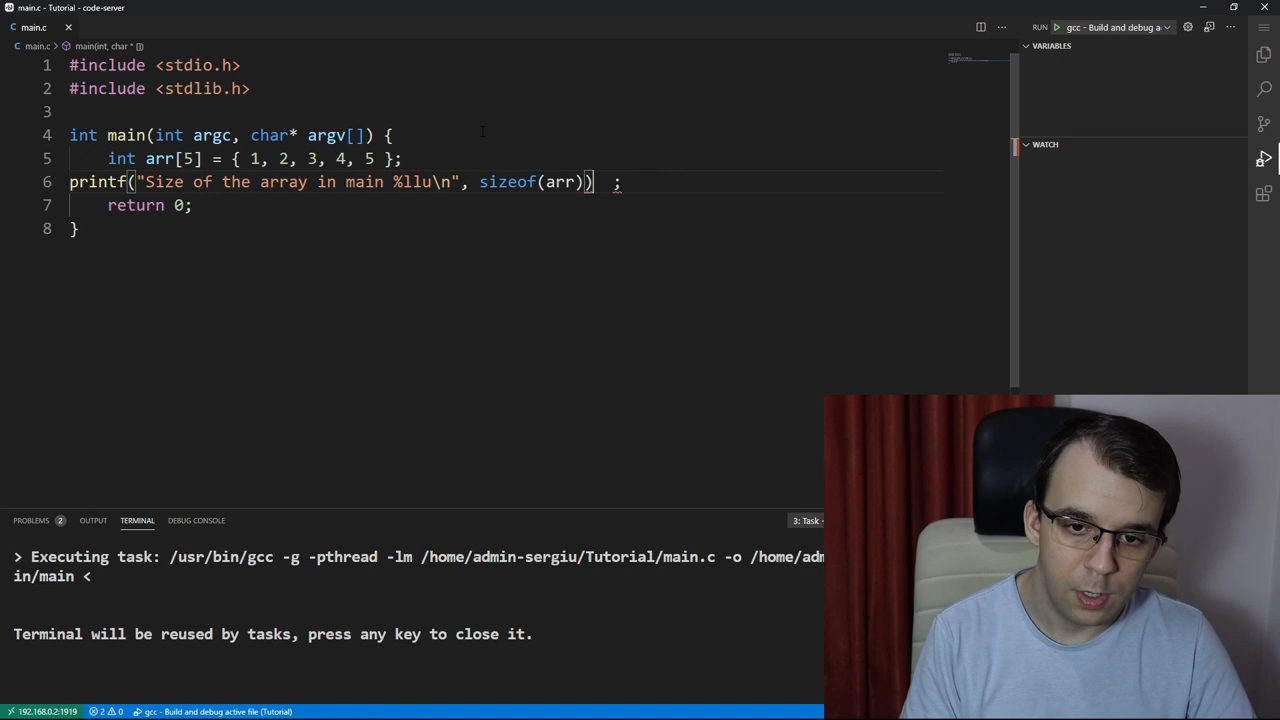 main.c - Tutorial - code-server
main.c
RUN gcc - Build and debug a
main.c > main(int, char * [])
VARIABLES
WATCH
1 #include <stdio.h>
2 #include <stdlib.h>
3
4 int main(int argc, char* argv[]) {
5 int arr[5] = { 1, 2, 3, 4, 5 };
6 printf("Size of the array in main %llu\n", sizeof(arr)) ;
7 return 0;
8 }
PROBLEMS 2 OUTPUT TERMINAL DEBUG CONSOLE
3: Task -
> Executing task: /usr/bin/gcc -g -pthread -lm /home/admin-sergiu/Tutorial/main.c -o /home/adm
in/main <
Terminal will be reused by tasks, press any key to close it.
192.168.0.2:1919 2 0 gcc - Build and debug active file (Tutorial)